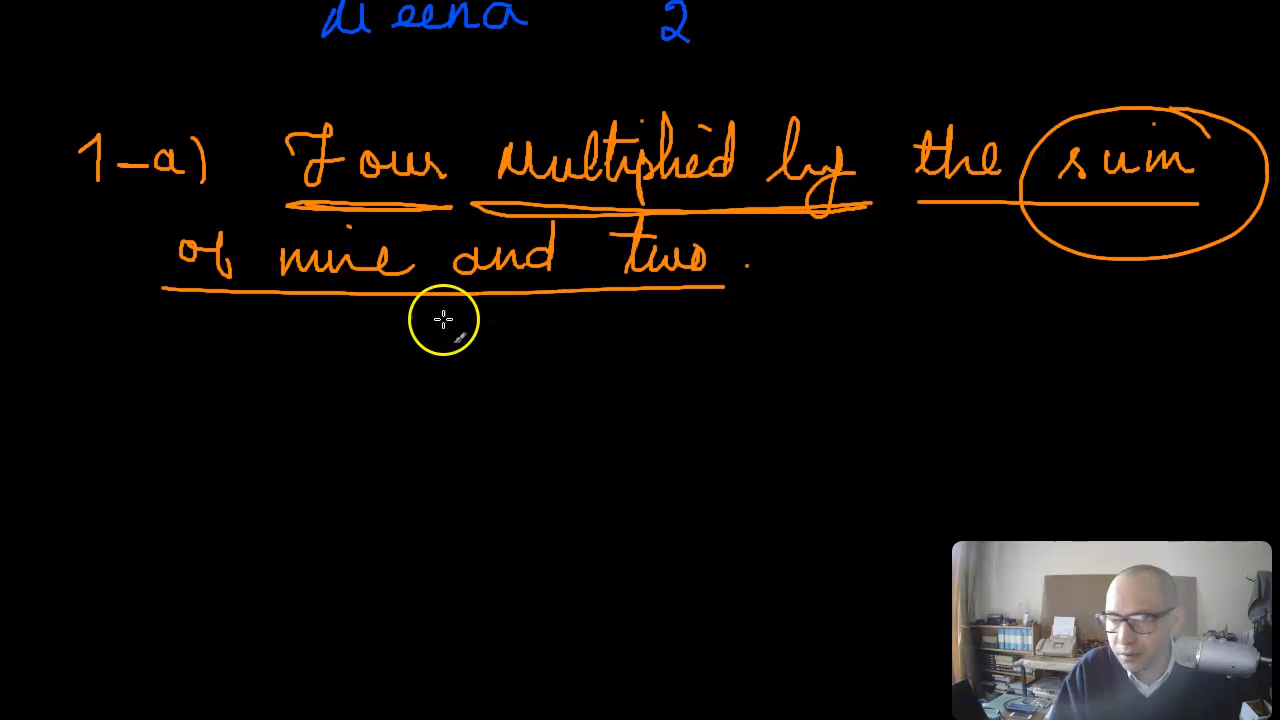 2
1-a) Four Multiplied by the sum
of nine and two.